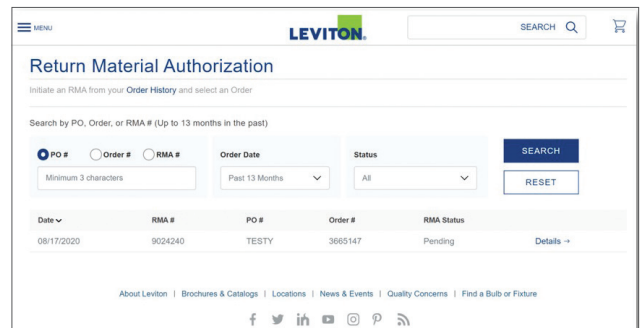 MENU
LEVITON.
SEARCH
Return Material Authorization
Initiate an RMA from your Order History and select an Order
Search by PO, Order, or RMA # (Up to 13 months in the past)
PO # Order # RMA # Order Date Status SEARCH
Minimum 3 characters Past 13 Months All RESET
Date RMA # PO # Order # RMA Status
08/17/2020 9024240 TESTY 3665147 Pending Details →
About Leviton | Brochures & Catalogs | Locations | News & Events | Quality Concerns | Find a Bulb or Fixture